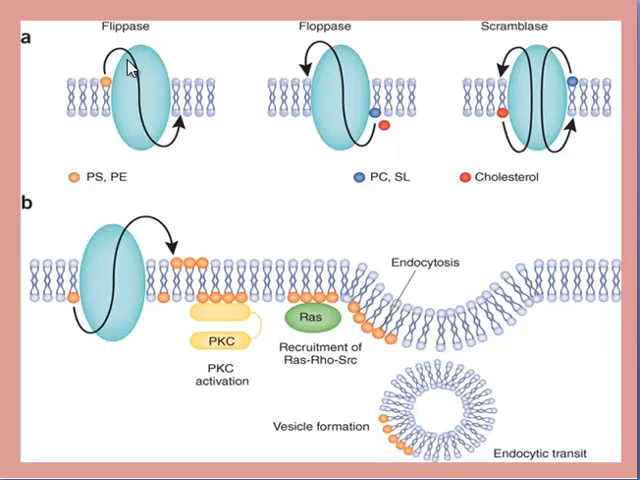 Flippase
Floppase
Scramblase
a
PS, PE
PC, SL
Cholesterol
b
Endocytosis
Ras
PKC
Recruitment of
Ras-Rho-Src
PKC
activation
Vesicle formation
Endocytic transit